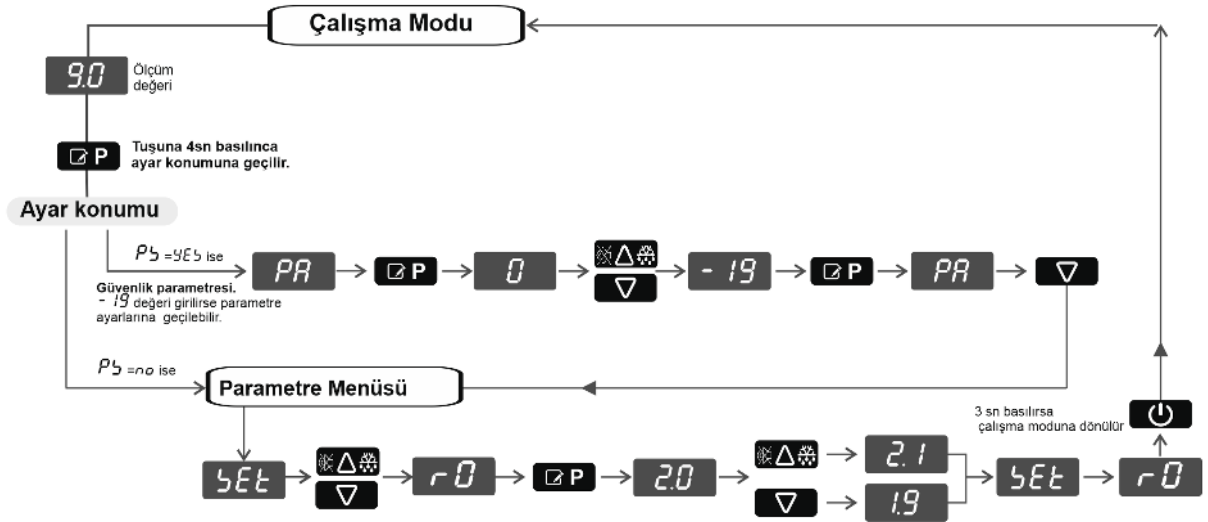 Çalışma Modu
9.0
Ölçüm
değeri
P
Tuşuna 4sn basılınca
ayar konumuna geçilir.
Ayar konumu
PS =YES ise
PA
P
0
- 19
P
PA
Güvenlik parametresi.
- 19 değeri girilirse parametre
ayarlarına geçilebilir.
PS =no ise
Parametre Menüsü
3 sn basılırsa
çalışma moduna dönülür
SEt
r0
P
2.0
2.1
1.9
SEt
r0